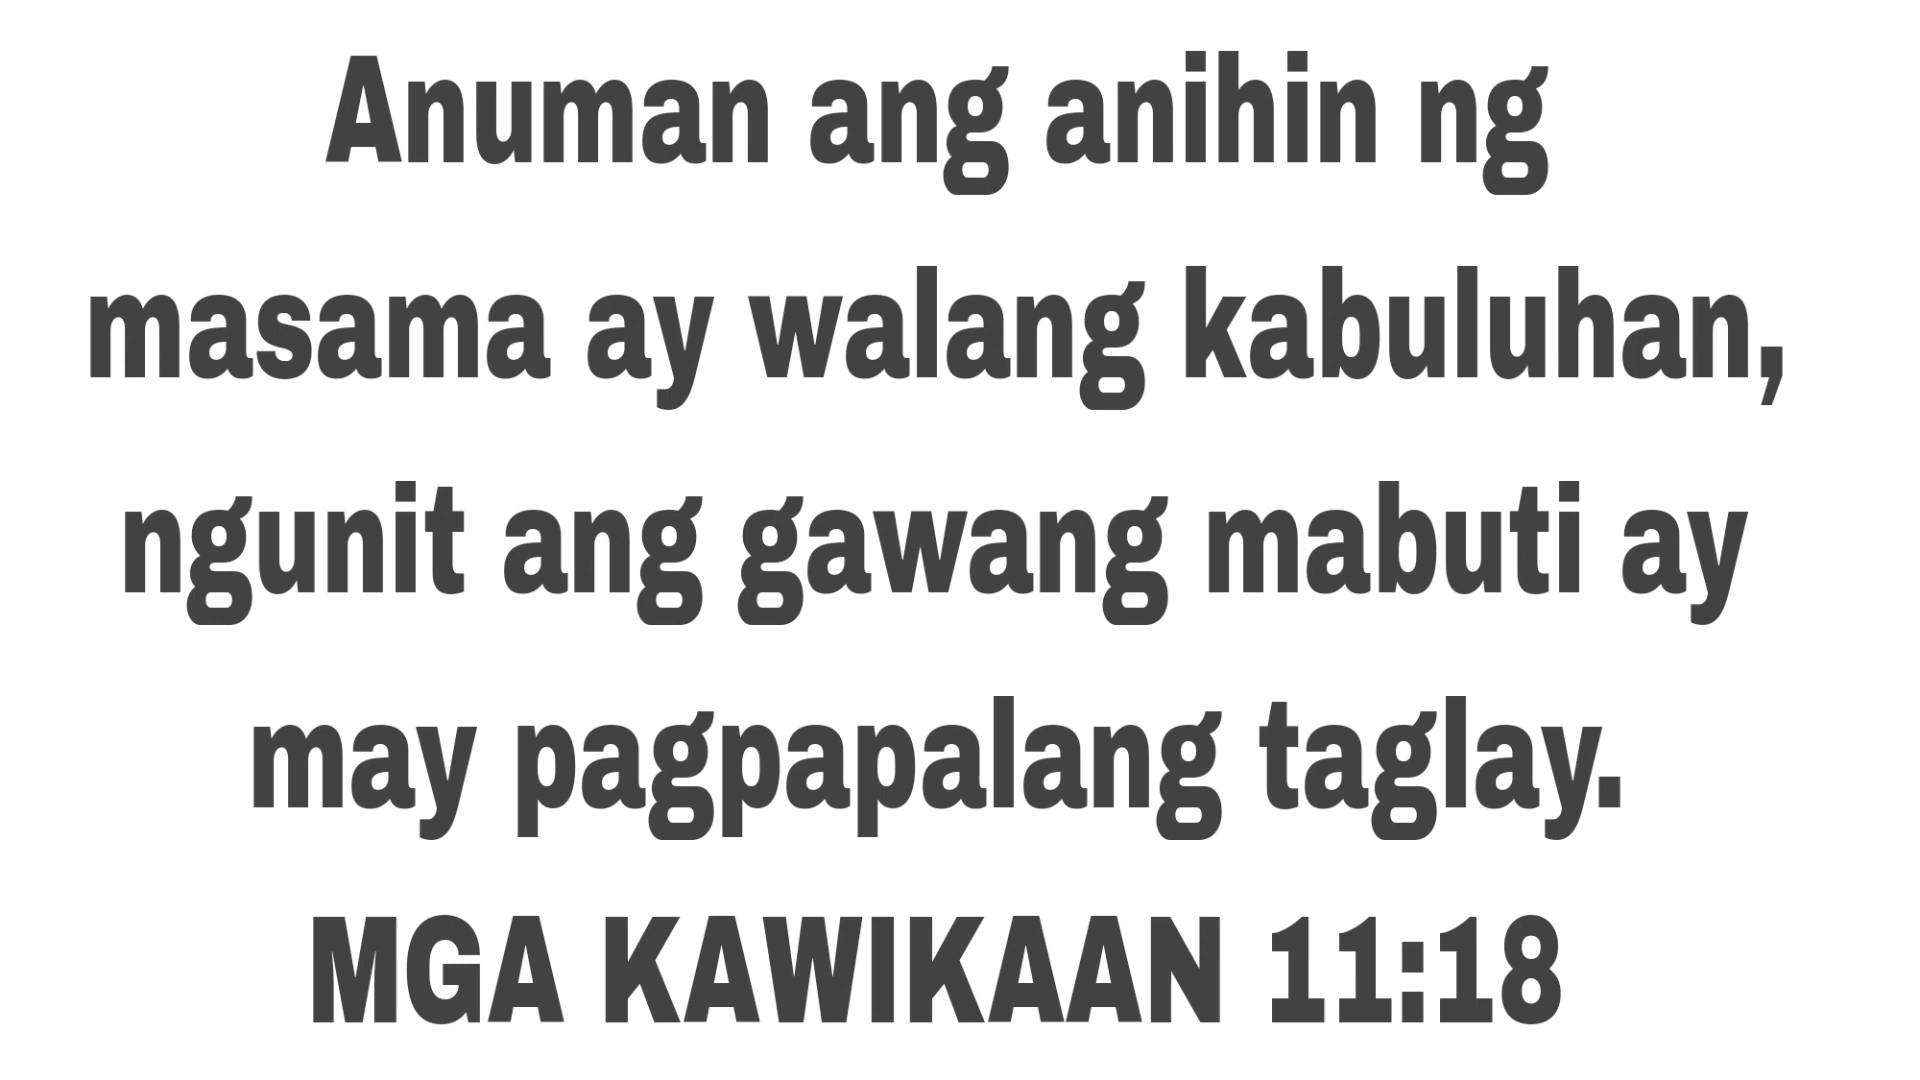 Anuman ang anihin ng
masama ay walang kabuluhan,
ngunit ang gawang mabuti ay
may pagpapalang taglay.
MGA KAWIKAAN 11:18